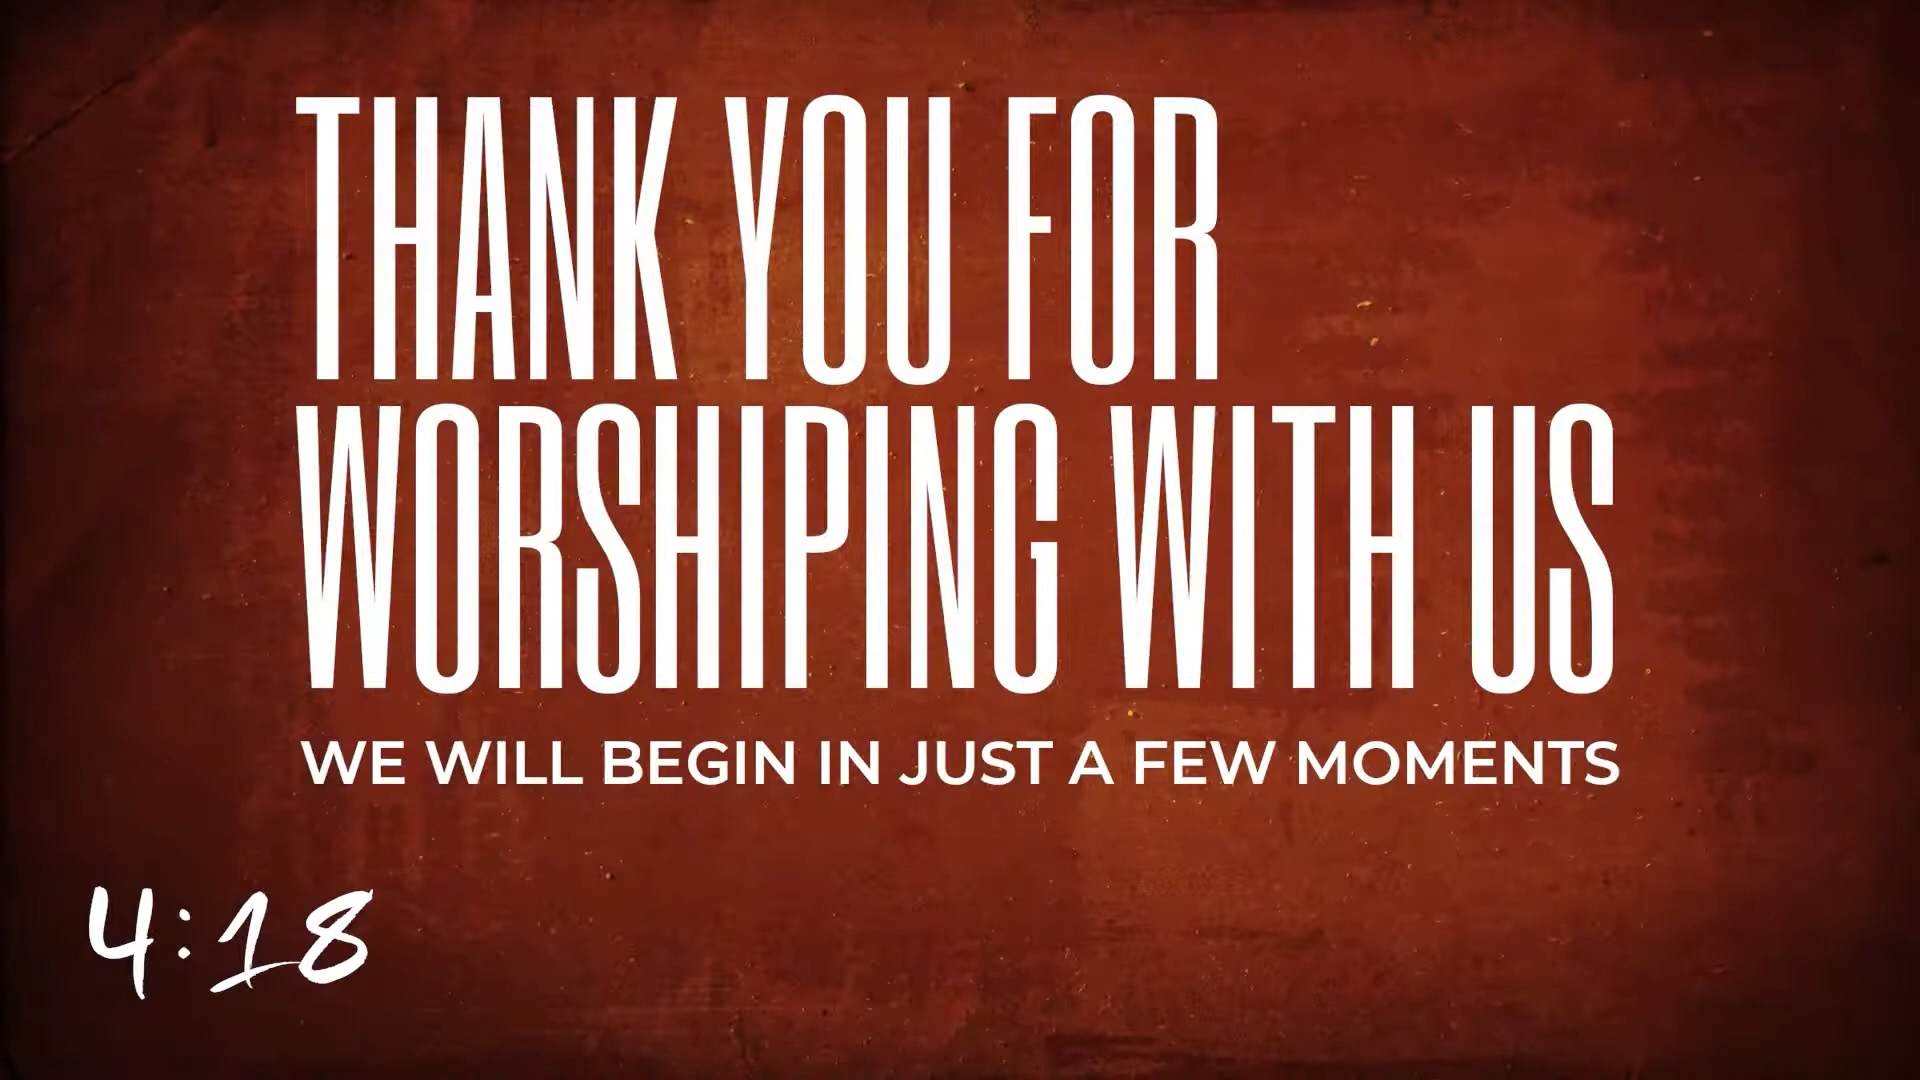 THANK YOU FOR
WORSHIPING WITH US
WE WILL BEGIN IN JUST A FEW MOMENTS
4:18